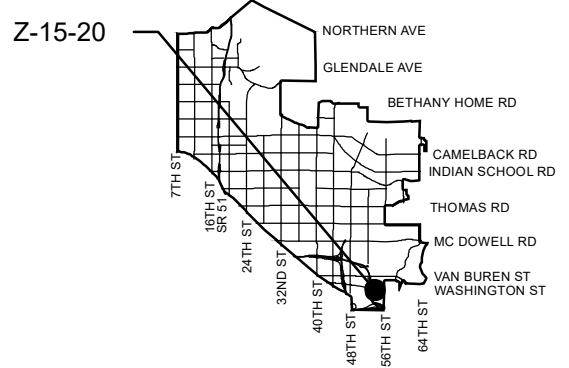 Z-15-20
NORTHERN AVE
GLENDALE AVE
BETHANY HOME RD
CAMELBACK RD
INDIAN SCHOOL RD
THOMAS RD
MC DOWELL RD
VAN BUREN ST
WASHINGTON ST
7TH ST
16TH ST
SR 51
24TH ST
32ND ST
40TH ST
48TH ST
56TH ST
64TH ST